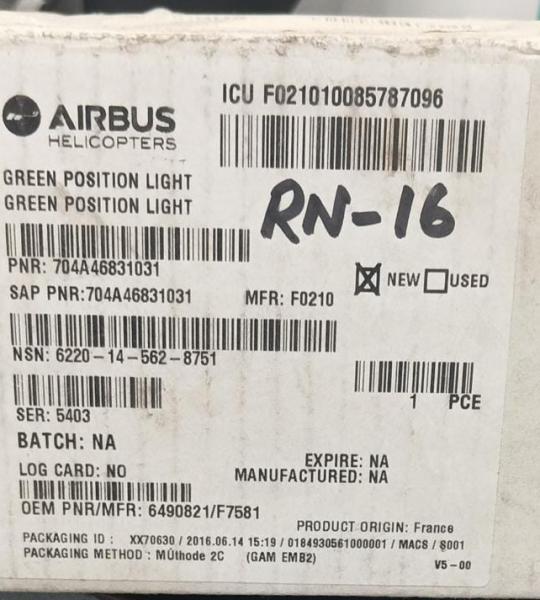 ICU F021010085787096
AIRBUS
HELICOPTERS
GREEN POSITION LIGHT
GREEN POSITION LIGHT
RN-16
PNR: 704A46831031
NEW USED
SAP PNR:704A46831031 MFR: F0210
NSN: 6220-14-562-8751
1 PCE
SER: 5403
BATCH: NA
EXPIRE: NA
LOG CARD: NO MANUFACTURED: NA
OEM PNR/MFR: 6490821/F7581
PRODUCT ORIGIN: France
PACKAGING ID : XX70630 / 2016.06.14 15:19 / 0184930561000001 / MACS / S001
PACKAGING METHOD : MÚthode 2C (GAM EMB2)
V5-00